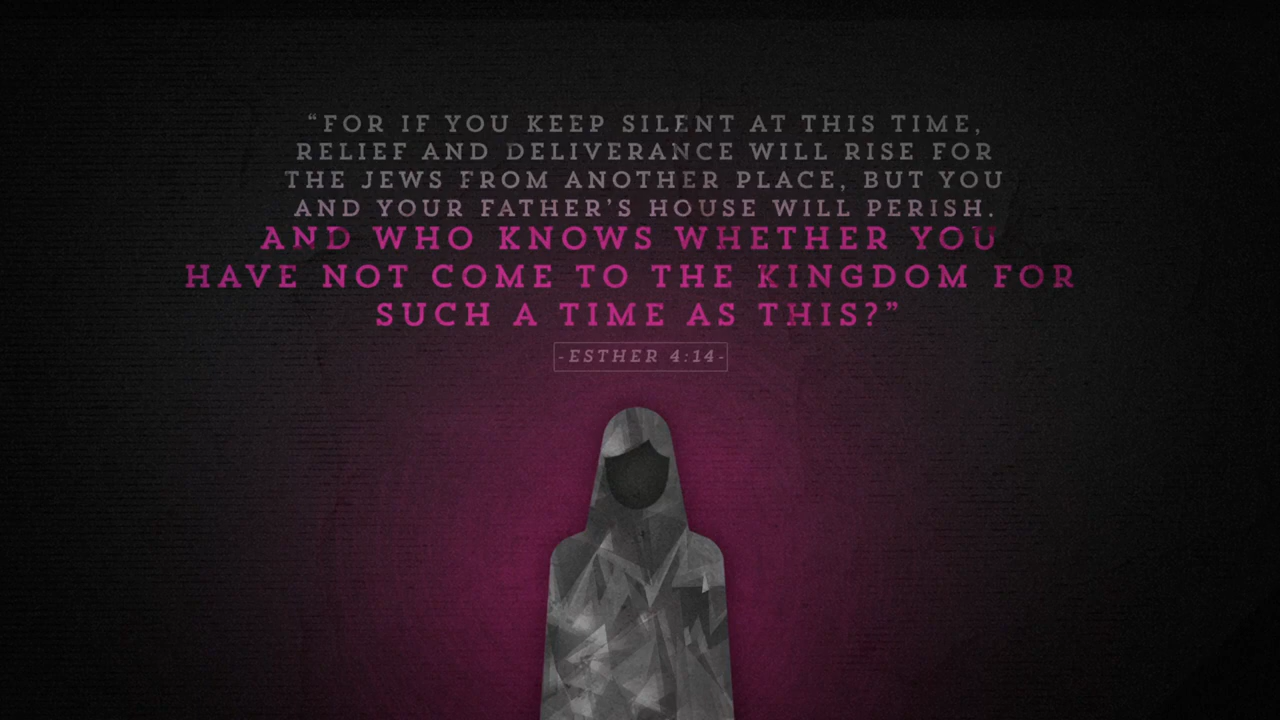 “FOR IF YOU KEEP SILENT AT THIS TIME,
RELIEF AND DELIVERANCE WILL RISE FOR
THE JEWS FROM ANOTHER PLACE, BUT YOU
AND YOUR FATHER’S HOUSE WILL PERISH.
AND WHO KNOWS WHETHER YOU
HAVE NOT COME TO THE KINGDOM FOR
SUCH A TIME AS THIS?”
-ESTHER 4:14-